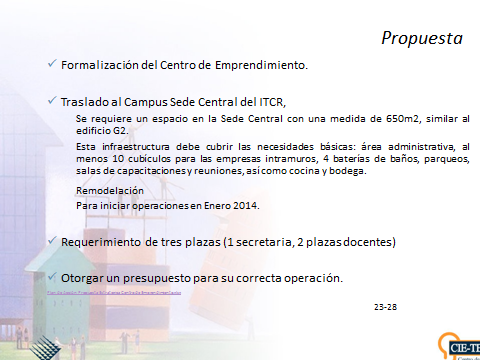 Propuesta
✓ Formalización del Centro de Emprendimiento.
✓ Traslado al Campus Sede Central del ITCR,
Se requiere un espacio en la Sede Central con una medida de 650m2, similar al
edificio G2.
Esta infraestructura debe cubrir las necesidades básicas: área administrativa, al
menos 10 cubículos para las empresas intramuros, 4 baterías de baños, parqueos,
salas de capacitaciones y reuniones, así como cocina y bodega.
Remodelación
Para iniciar operaciones en Enero 2014.
✓ Requerimiento de tres plazas (1 secretaria, 2 plazas docentes)
✓ Otorgar un presupuesto para su correcta operación.
23-28
CIE-TE